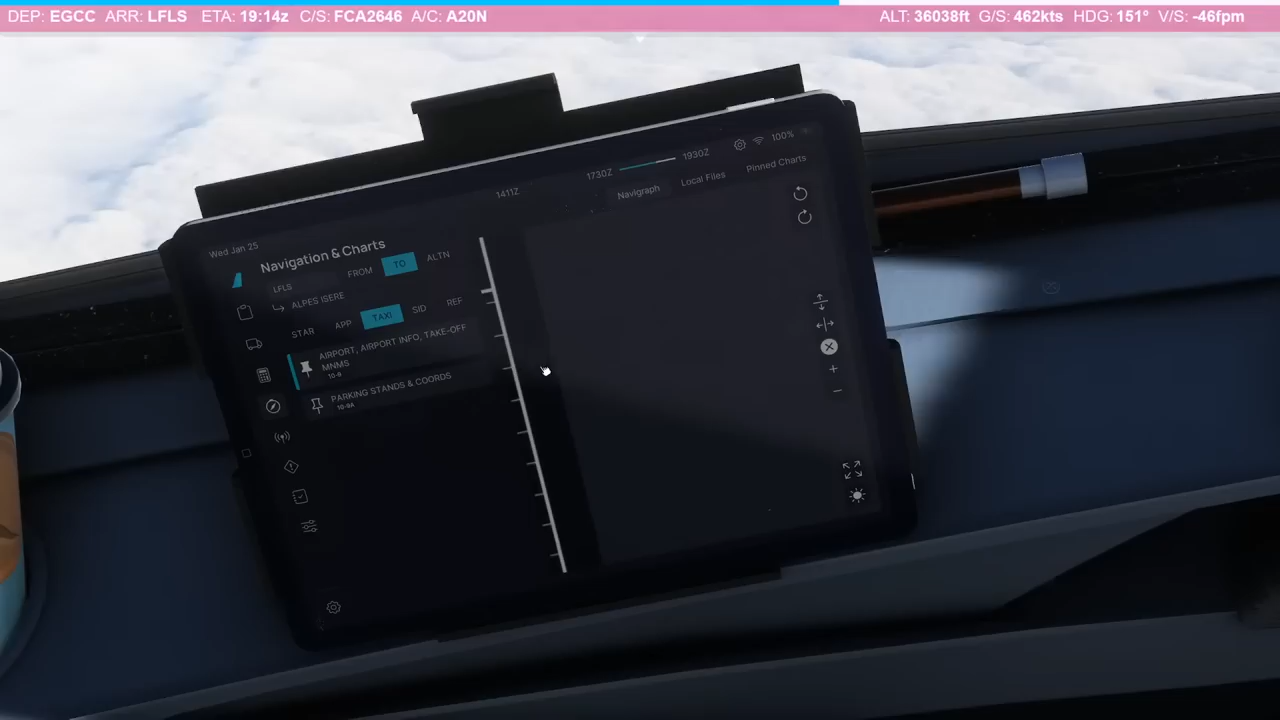 DEP: EGCC ARR: LFLS ETA: 19:14z C/S: FCA2646 A/C: A20N
ALT: 36038ft G/S: 462kts HDG: 151° V/S: -46fpm
Wed Jan 25
1411Z
1730Z
1930Z
100%
Navigation & Charts
Navigraph
Local Files
Pinned Charts
LFLS
FROM
TO
ALTN
ALPES ISERE
STAR
APP
TAXI
SID
REF
AIRPORT, AIRPORT INFO, TAKE-OFF
MNMS
10-9
PARKING STANDS & COORDS
10-9A